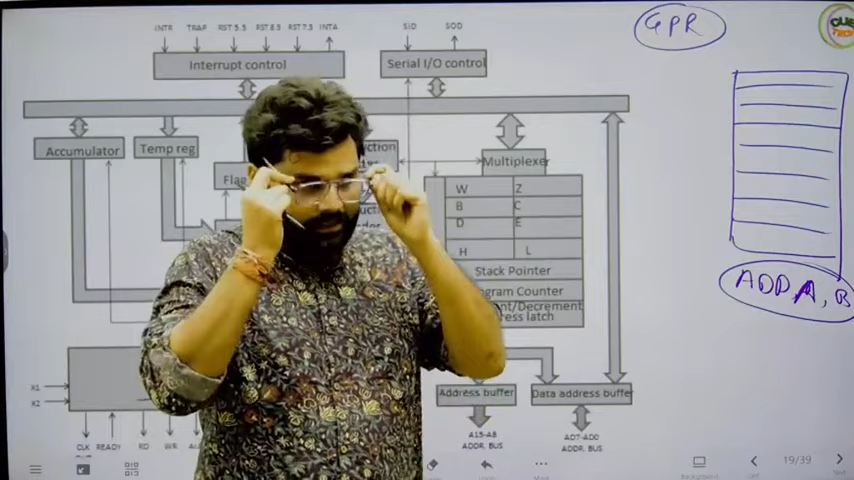 GPR
INTR TRAP RST 5.5 RST 6.5 RST 7.5 INTA
SID SOD
Interrupt control
Serial I/O control
Accumulator
Temp reg
Multiplexer
W Z
B C
D E
H L
Stack Pointer
Program Counter
ADD A, B
X1
X2
CLK READY RD WR
Address buffer
Data address buffer
A15-A8
ADDR. BUS
AD7-AD0
ADDR. BUS
19/39